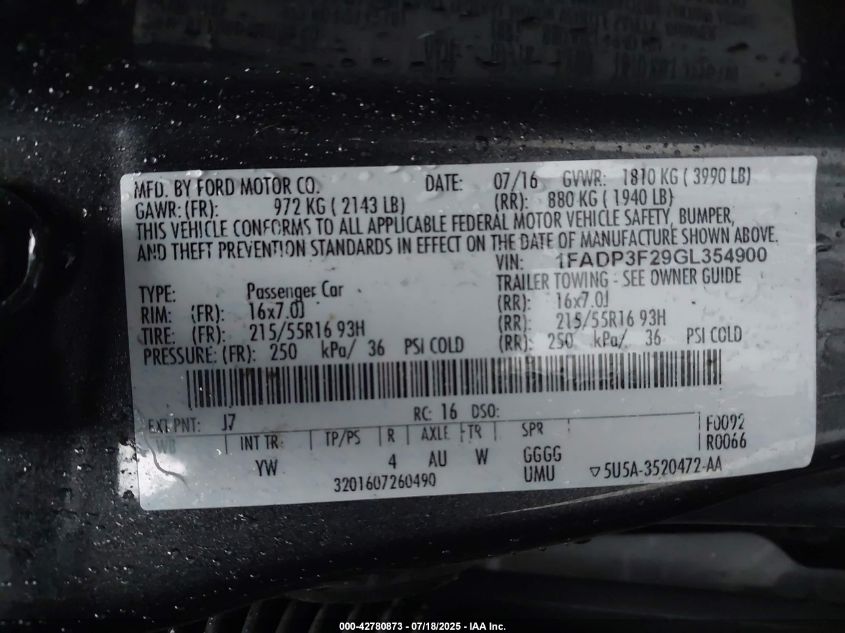 MFD. BY FORD MOTOR CO. DATE: 07/16 GVWR: 1810 KG ( 3990 LB)
GAWR: (FR): 972 KG ( 2143 LB) (RR): 880 KG ( 1940 LB)
THIS VEHICLE CONFORMS TO ALL APPLICABLE FEDERAL MOTOR VEHICLE SAFETY, BUMPER,
AND THEFT PREVENTION STANDARDS IN EFFECT ON THE DATE OF MANUFACTURE SHOWN ABOVE.
VIN: 1FADP3F29GL354900
TYPE: Passenger Car TRAILER TOWING - SEE OWNER GUIDE
RIM: (FR): 16x7.0J (RR): 16x7.0J
TIRE: (FR): 215/55R16 93H (RR): 215/55R16 93H
PRESSURE: (FR): 250 kPa/ 36 PSI COLD (RR): 250 kPa/ 36 PSI COLD
EXT PNT: J7 RC: 16 DSO: F0092
WB INT TR: TP/PS R AXLE TR SPR R0066
YW 4 AU W GGGG
UMU 5U5A-3520472-AA
3201607260490
000-42780873 - 07/18/2025 - IAA Inc.